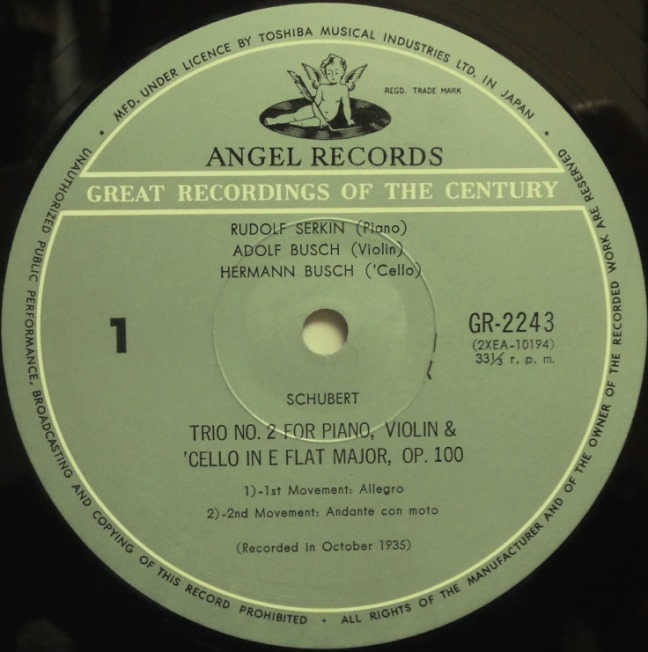 MFD. UNDER LICENCE BY TOSHIBA MUSICAL INDUSTRIES LTD. IN JAPAN
REGD. TRADE MARK
ANGEL RECORDS
GREAT RECORDINGS OF THE CENTURY
RUDOLF SERKIN (Piano)
ADOLF BUSCH (Violin)
HERMANN BUSCH ('Cello)
1
GR-2243
(2XEA-10194)
33⅓ r. p. m.
SCHUBERT
TRIO NO. 2 FOR PIANO, VIOLIN &
'CELLO IN E FLAT MAJOR, OP. 100
1)-1st Movement: Allegro
2)-2nd Movement: Andante con moto
(Recorded in October 1935)
UNAUTHORIZED PUBLIC PERFORMANCE, BROADCASTING AND COPYING OF THIS RECORD PROHIBITED • ALL RIGHTS OF THE MANUFACTURER AND OF THE OWNER OF THE RECORDED WORK ARE RESERVED